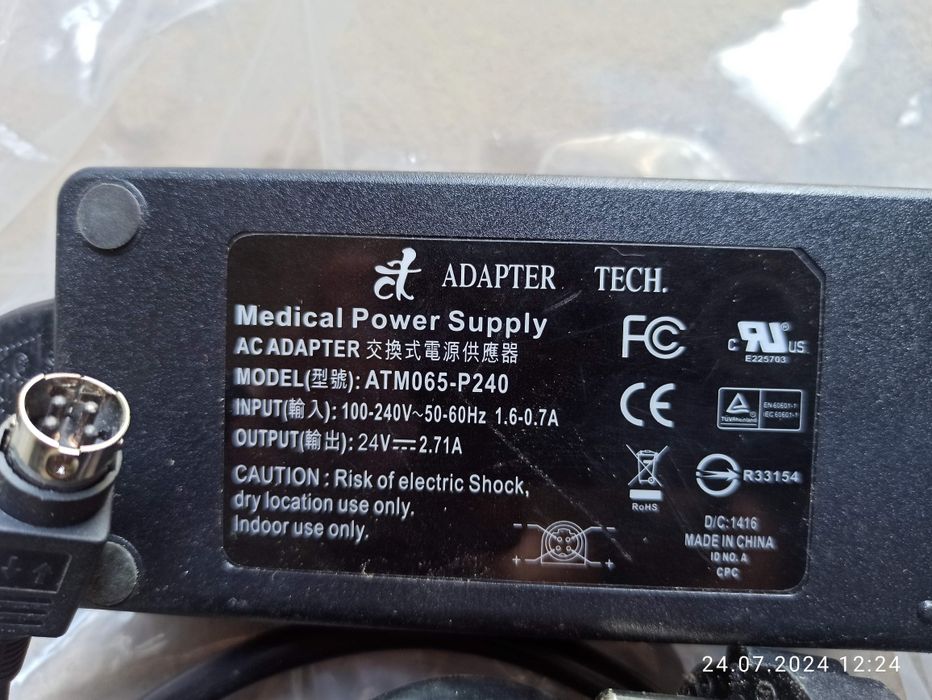 ADAPTER TECH.
Medical Power Supply
AC ADAPTER 交換式電源供應器
MODEL(型號): ATM065-P240
INPUT(輸入): 100-240V~50-60Hz 1.6-0.7A
OUTPUT(輸出): 24V⎓2.71A
CAUTION : Risk of electric Shock,
dry location use only.
Indoor use only.
FC
c RU ® US
E225703
CE
TÜVRheinland
EN 60601-1
IEC 60601-1
RoHS
R33154
D/C: 1416
MADE IN CHINA
ID NO. A
CPC
- -
+ +
24.07.2024 12:24